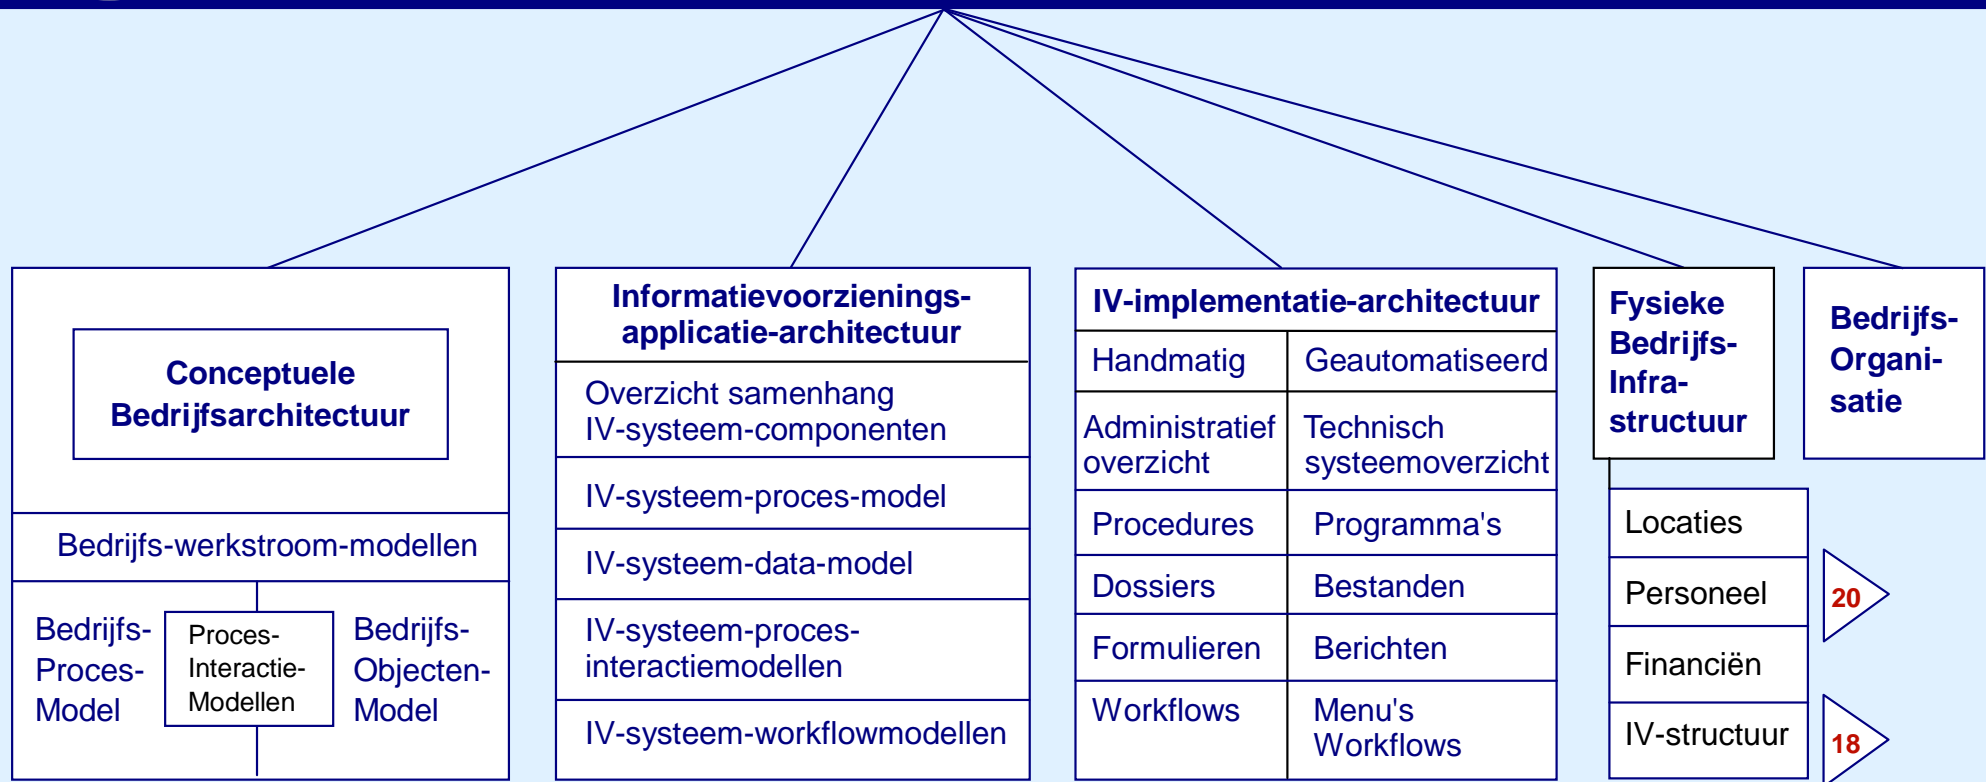 Conceptuele
Bedrijfsarchitectuur
Bedrijfs-werkstroom-modellen
Bedrijfs-
Proces-
Model
Proces-
Interactie-
Modellen
Bedrijfs-
Objecten-
Model
Informatievoorzienings-
applicatie-architectuur
Overzicht samenhang
IV-systeem-componenten
IV-systeem-proces-model
IV-systeem-data-model
IV-systeem-proces-
interactiemodellen
IV-systeem-workflowmodellen
IV-implementatie-architectuur
Handmatig
Geautomatiseerd
Administratief
overzicht
Technisch
systeemoverzicht
Procedures
Programma's
Dossiers
Bestanden
Formulieren
Berichten
Workflows
Menu's
Workflows
Fysieke
Bedrijfs-
Infra-
structuur
Locaties
Personeel
20
Financiën
IV-structuur
18
Bedrijfs-
Organi-
satie